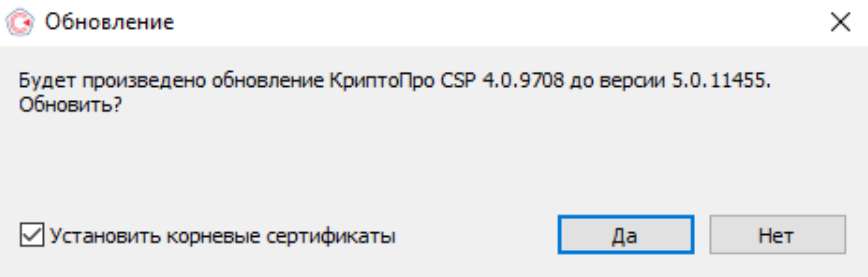 Обновление
Будет произведено обновление КриптоПро CSP 4.0.9708 до версии 5.0.11455.
Обновить?
Установить корневые сертификаты
Да
Нет